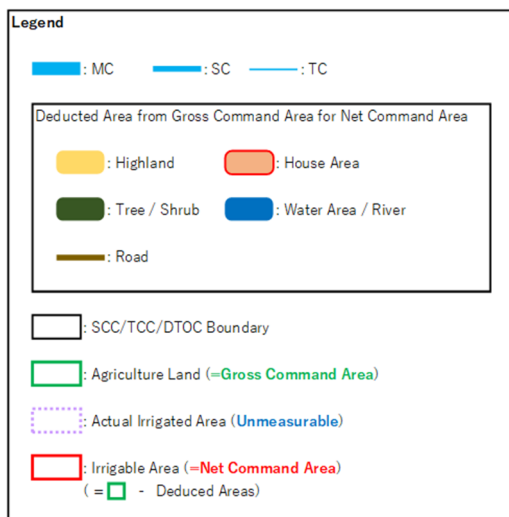 Legend
: MC : SC : TC
Deducted Area from Gross Command Area for Net Command Area
: Highland : House Area
: Tree / Shrub : Water Area / River
: Road
: SCC/TCC/DTOC Boundary
: Agriculture Land (=Gross Command Area)
: Actual Irrigated Area (Unmeasurable)
: Irrigable Area (=Net Command Area)
( = - Deduced Areas)